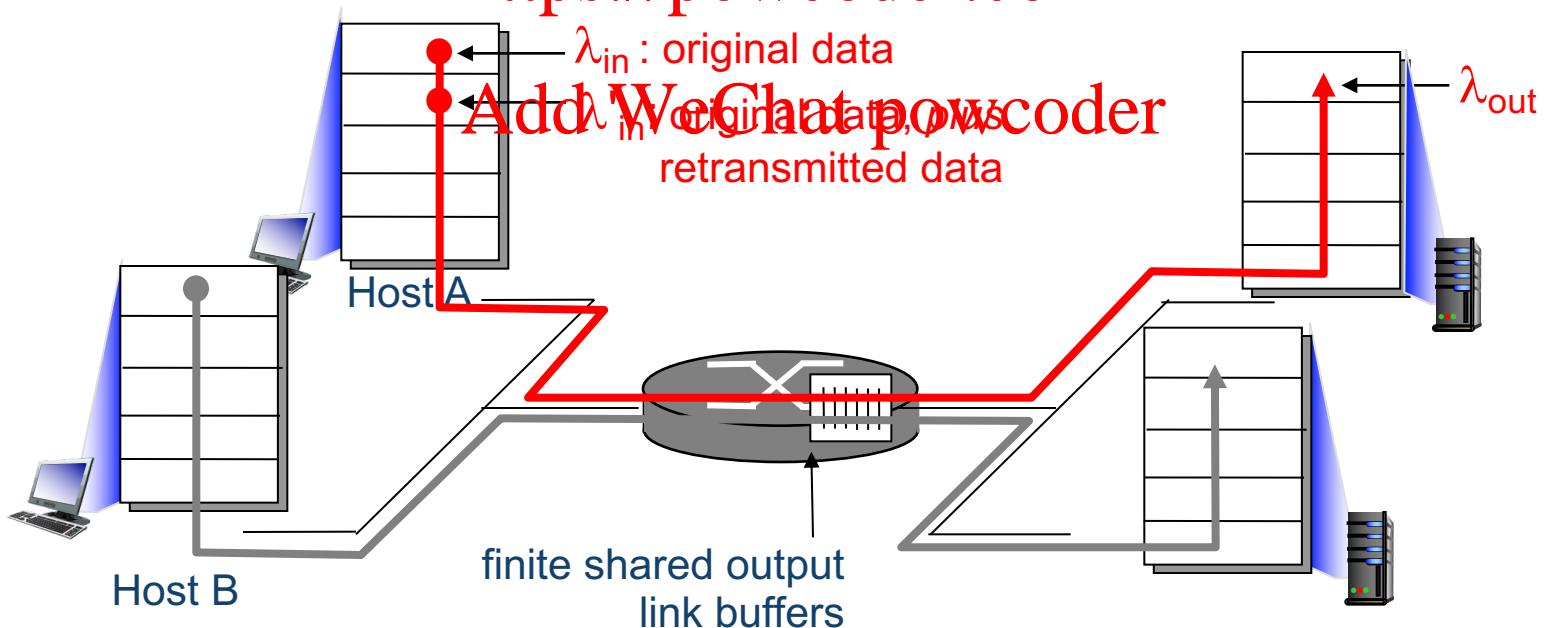 λin : original data
Add WeChat powcoder
λ'in: original data, plus
retransmitted data
λout
Host A
Host B
finite shared output
link buffers